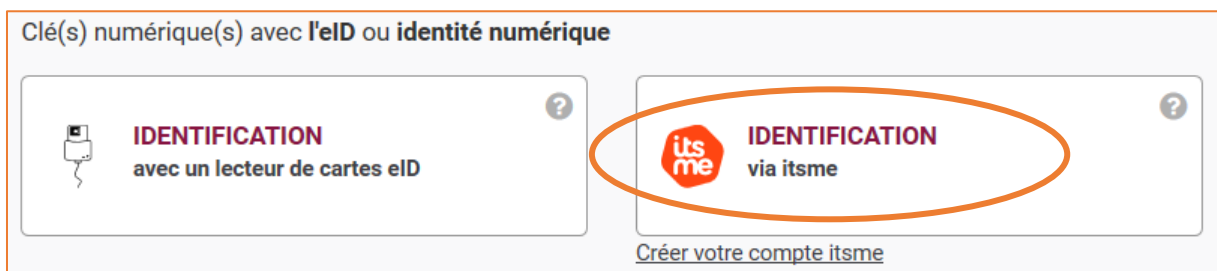 Clé(s) numérique(s) avec l'eID ou identité numérique
?
IDENTIFICATION
avec un lecteur de cartes eID
?
its
me
IDENTIFICATION
via itsme
Créer votre compte itsme